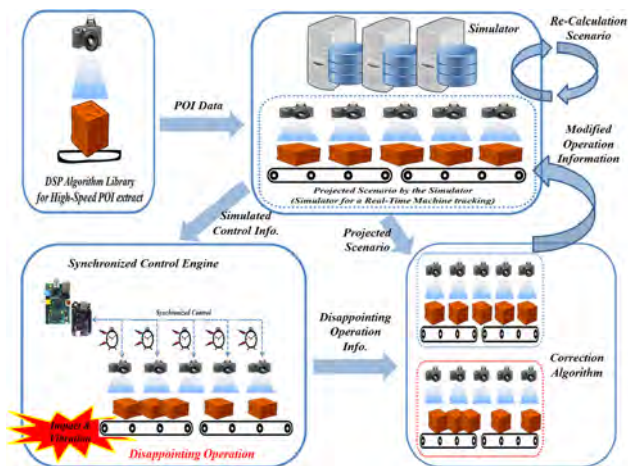 Simulator
Re-Calculation
Scenario
POI Data
DSP Algorithm Library
for High-Speed POI extract
Modified
Operation
Information
Projected Scenario by the Simulator
(Simulator for a Real-Time Machine tracking)
Simulated
Control Info.
Projected
Scenario
Synchronized Control Engine
Synchronized Control
Disappointing
Operation
Info.
Correction
Algorithm
Impact &
Vibration
Disappointing Operation